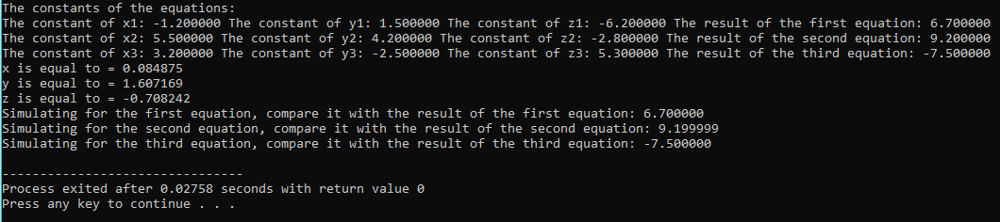 The constants of the equations:
The constant of x1: -1.200000 The constant of y1: 1.500000 The constant of z1: -6.200000 The result of the first equation: 6.700000
The constant of x2: 5.500000 The constant of y2: 4.200000 The constant of z2: -2.800000 The result of the second equation: 9.200000
The constant of x3: 3.200000 The constant of y3: -2.500000 The constant of z3: 5.300000 The result of the third equation: -7.500000
x is equal to = 0.084875
y is equal to = 1.607169
z is equal to = -0.708242
Simulating for the first equation, compare it with the result of the first equation: 6.700000
Simulating for the second equation, compare it with the result of the second equation: 9.199999
Simulating for the third equation, compare it with the result of the third equation: -7.500000
--------------------------------
Process exited after 0.02758 seconds with return value 0
Press any key to continue . . .